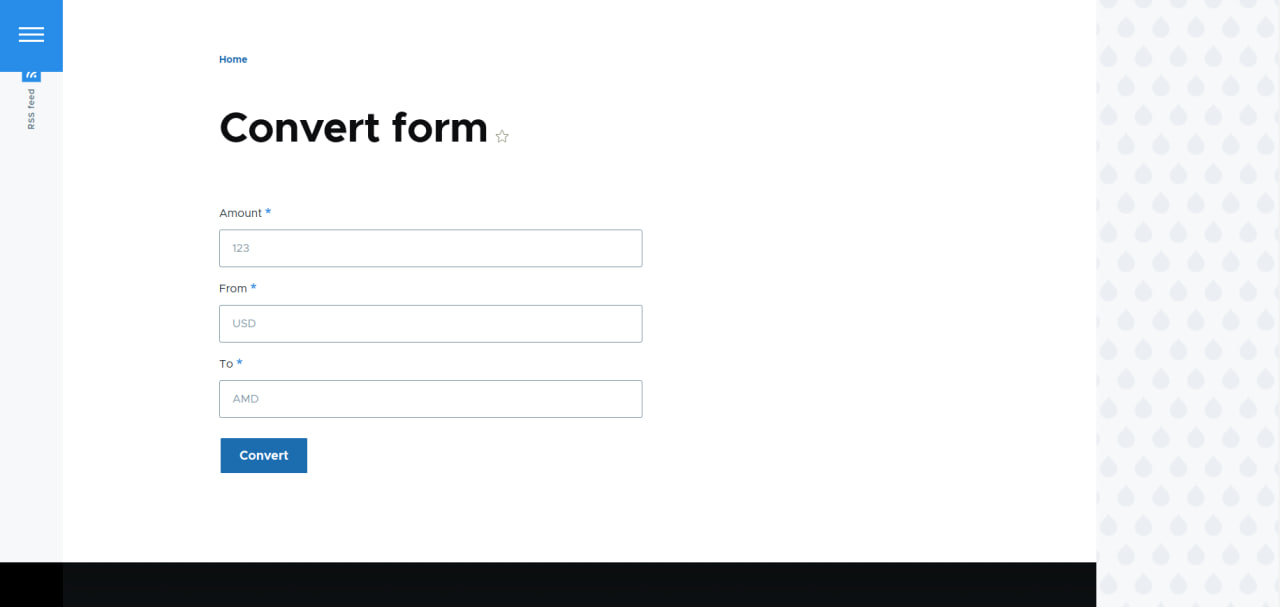 RSS feed
Home
Convert form
Amount *
123
From *
USD
To *
AMD
Convert